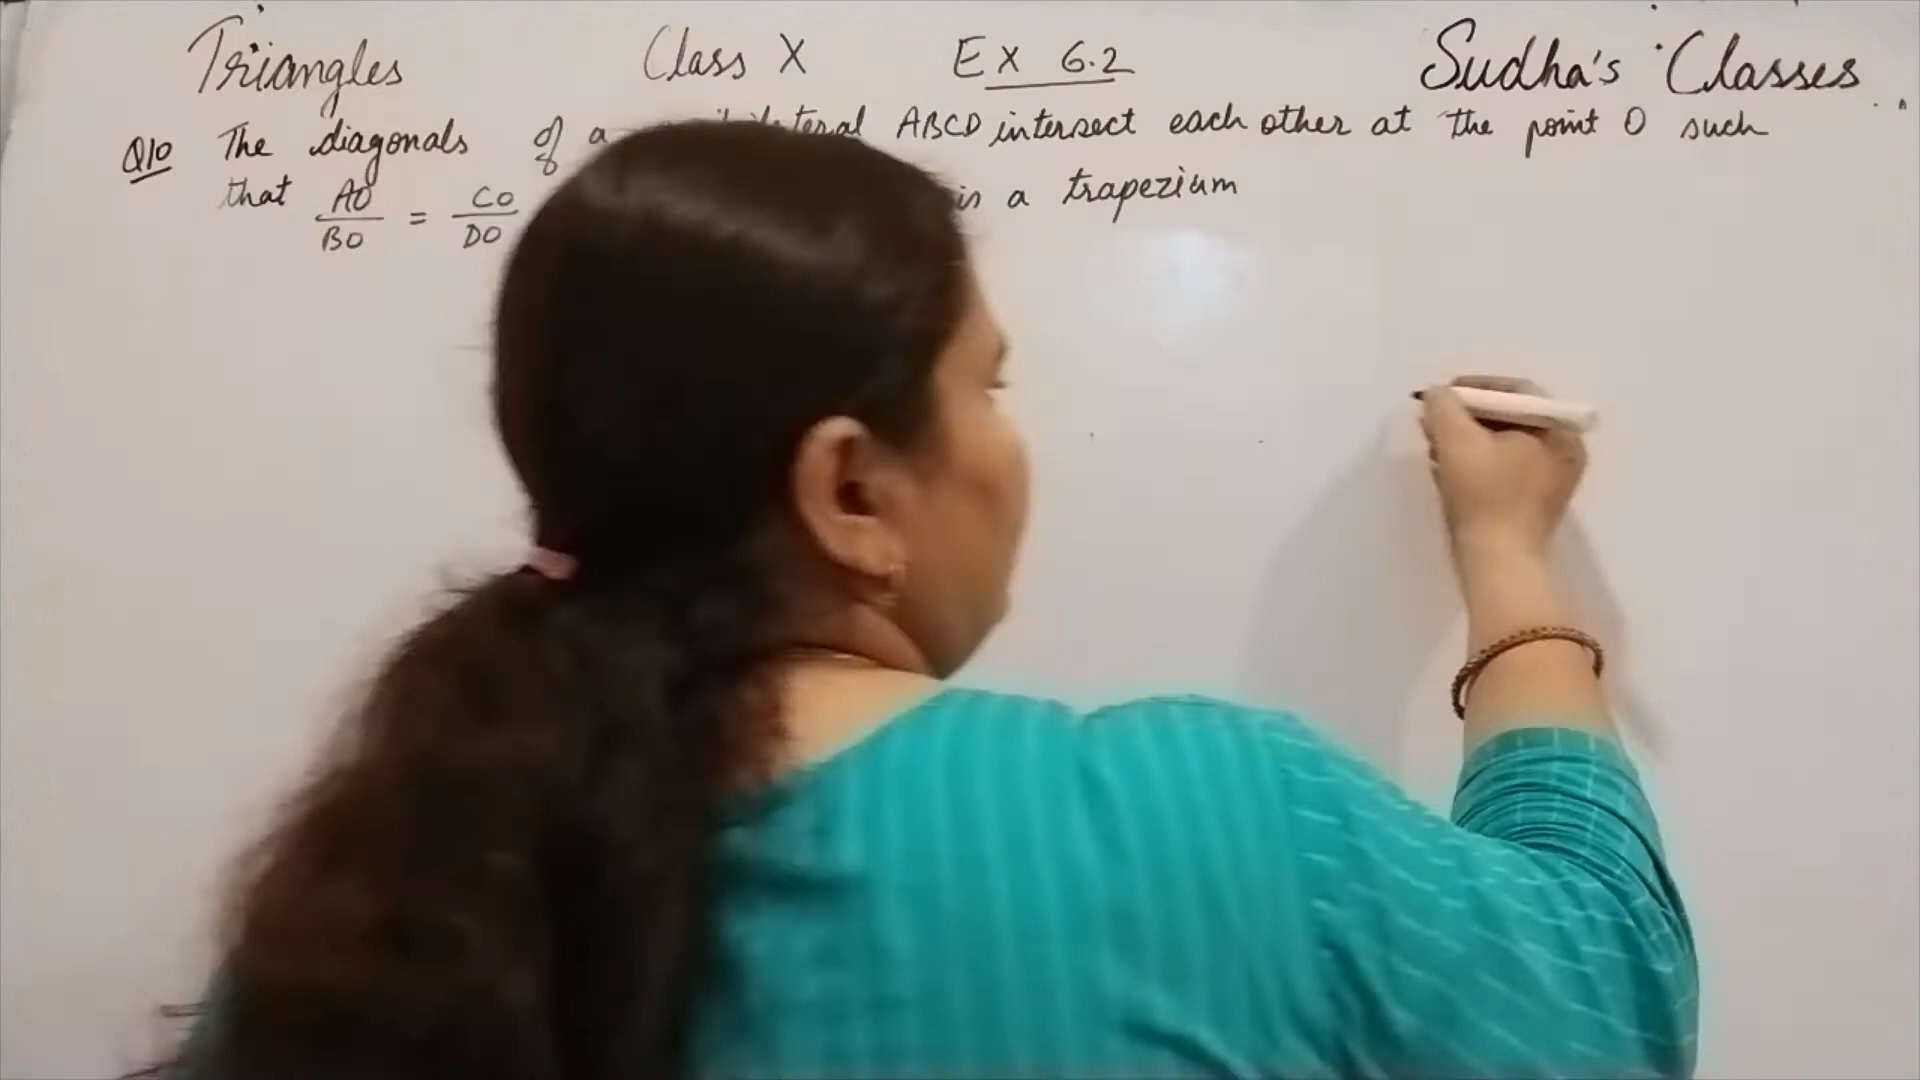 Triangles Class X Ex 6.2 Sudha's Classes
Q10 The diagonals of a ABCD intersect each other at the point O such
that AO/BO = CO/DO is a trapezium